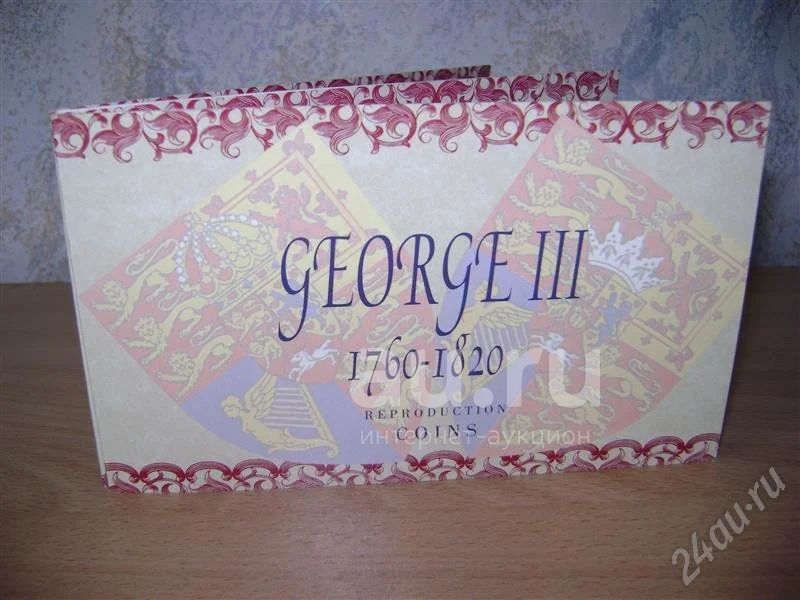 GEORGE III
1760-1820
au.ru
REPRODUCTION
интернет-аукцион
COINS
24au.ru